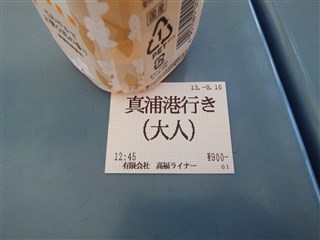 PET
13.-8.16
真浦港行き
(大人)
12:45 ¥900-
有限会社 高福ライナー
01